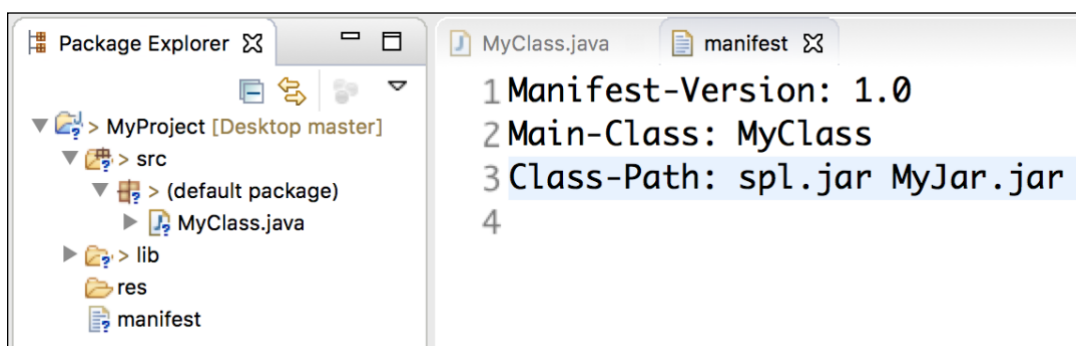 Package Explorer
> MyProject [Desktop master]
> src
> (default package)
MyClass.java
> lib
res
manifest
MyClass.java manifest
1 Manifest-Version: 1.0
2 Main-Class: MyClass
3 Class-Path: spl.jar MyJar.jar
4